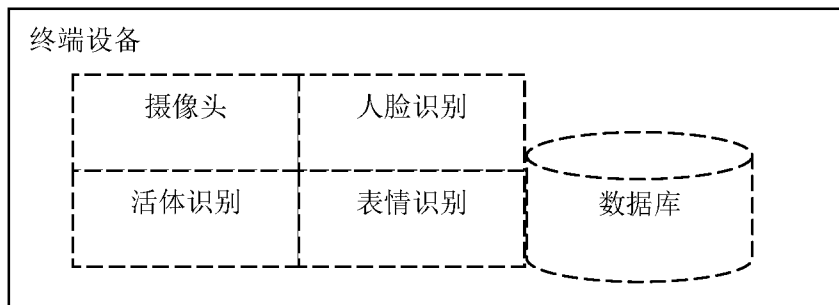 终端设备
摄像头
人脸识别
活体识别
表情识别
数据库